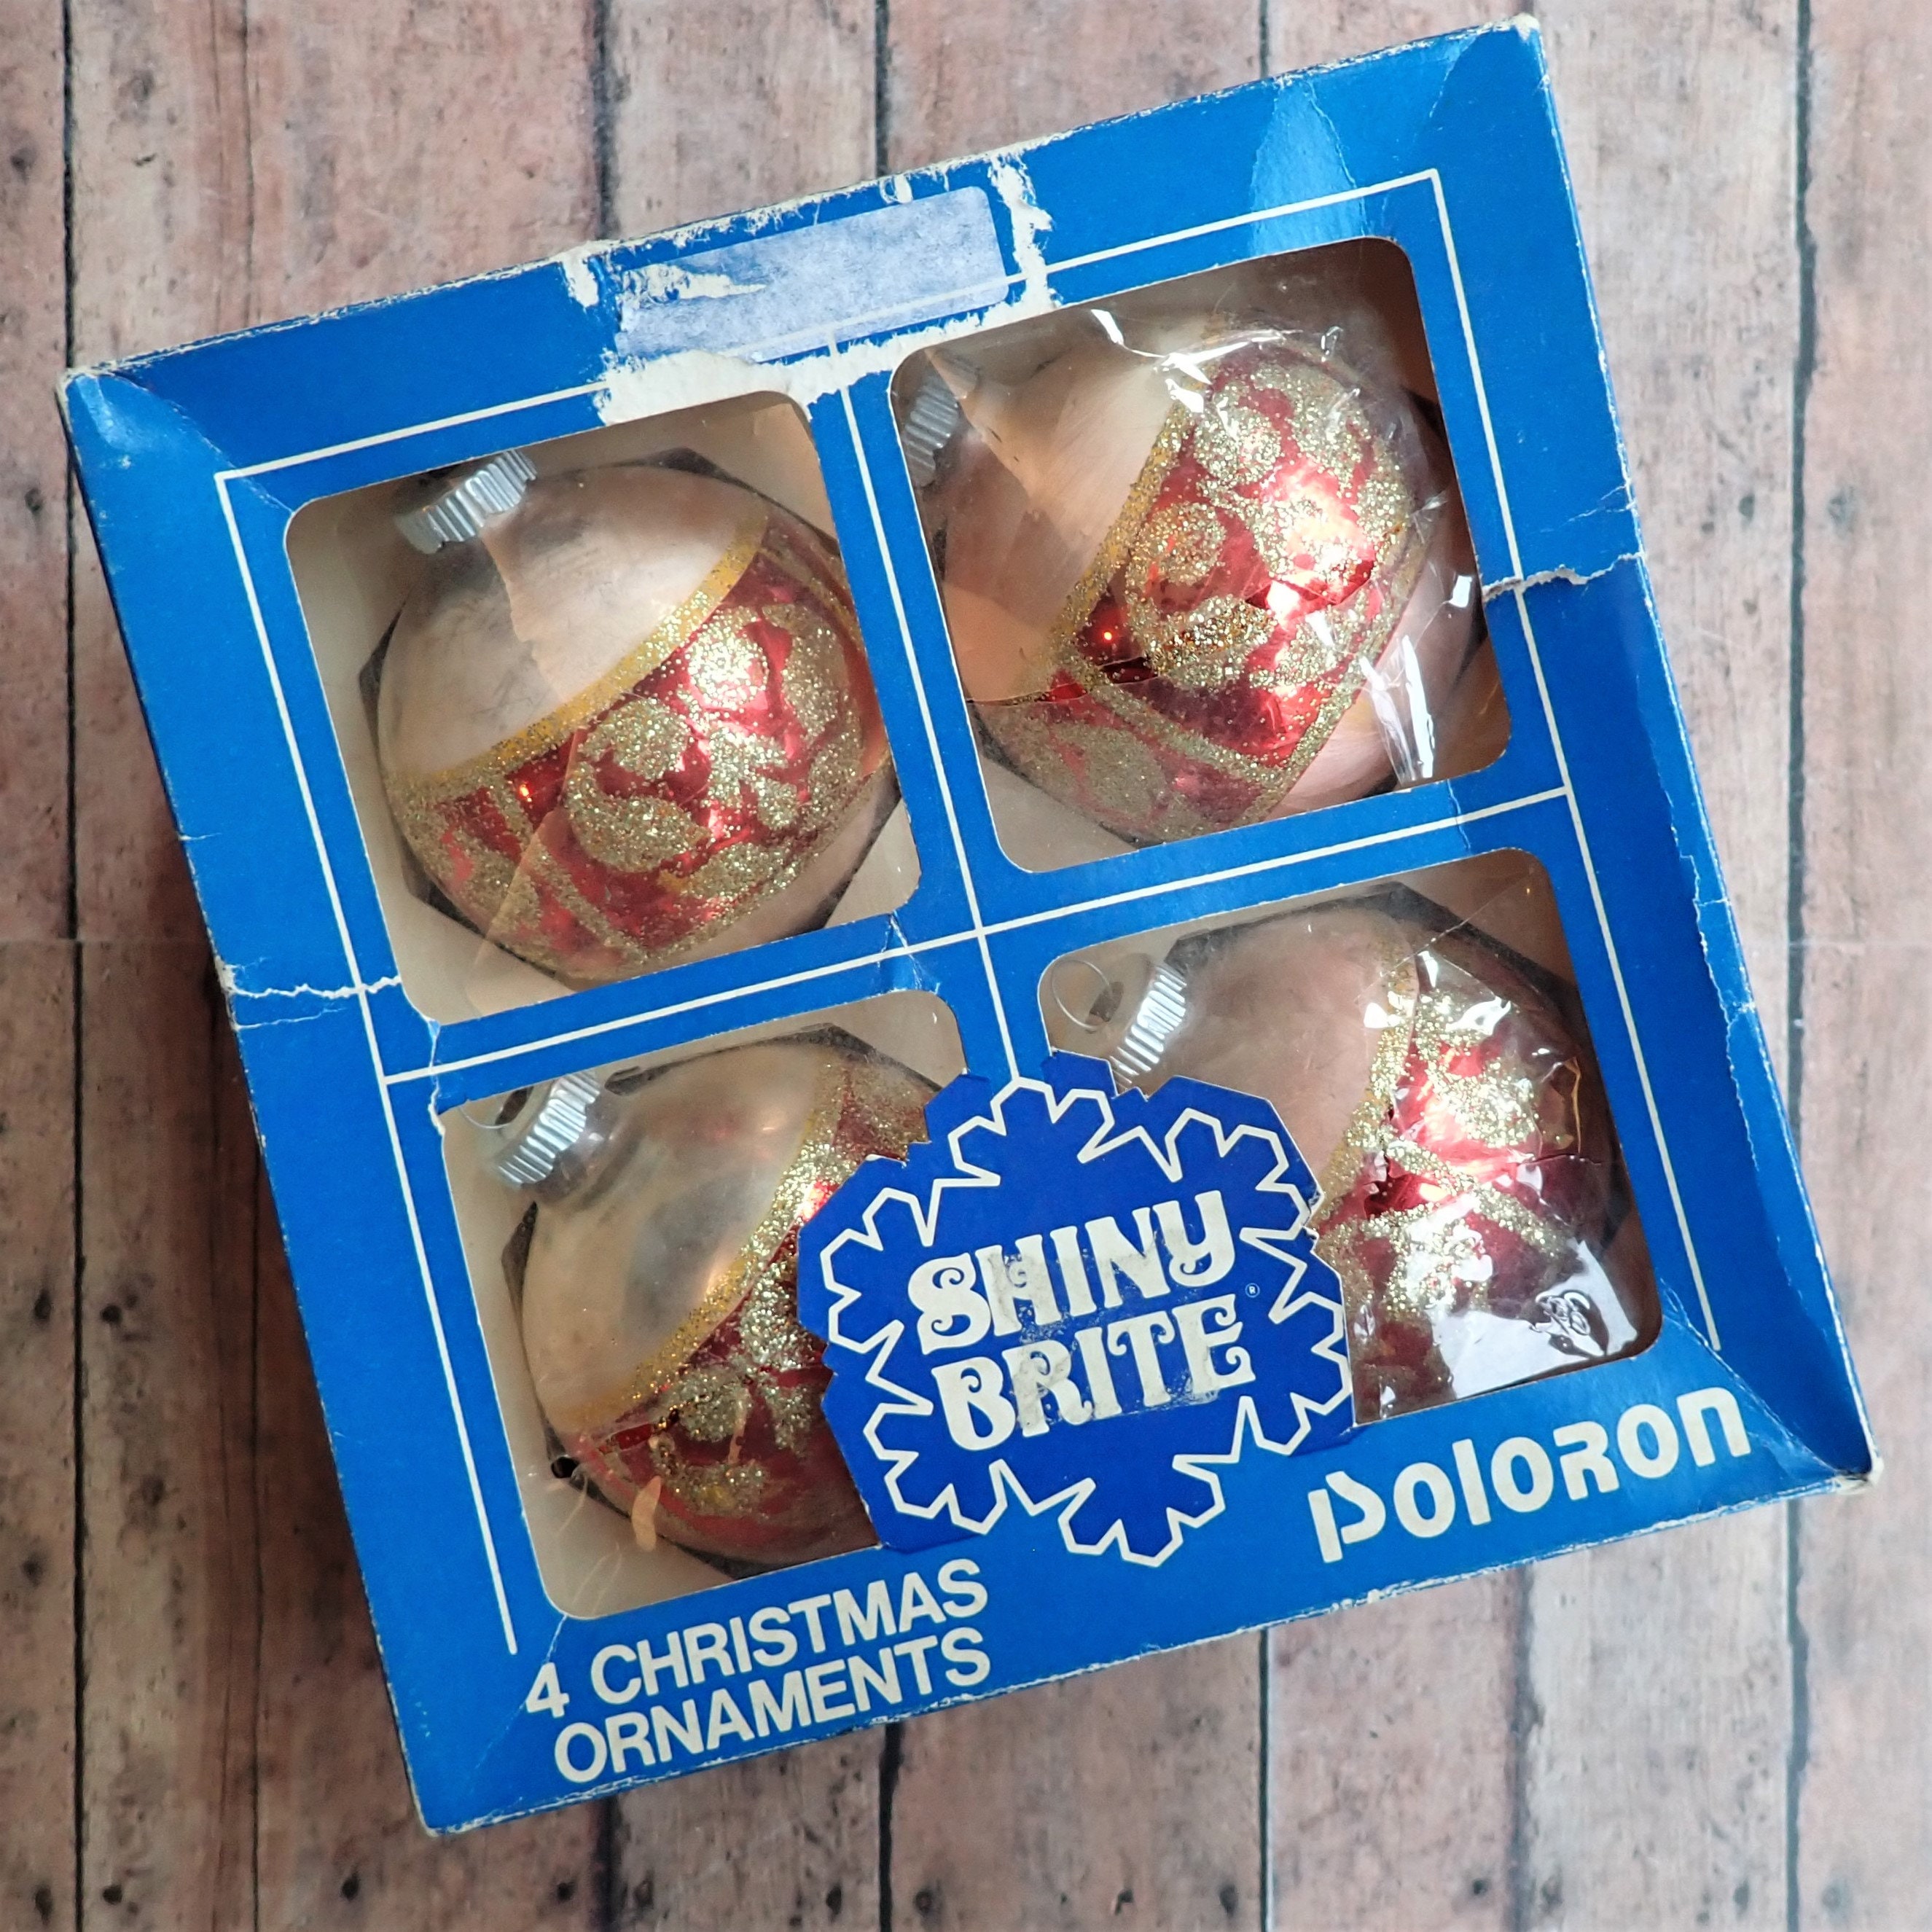 SHINY
BRITE®
poloron
4 CHRISTMAS
ORNAMENTS